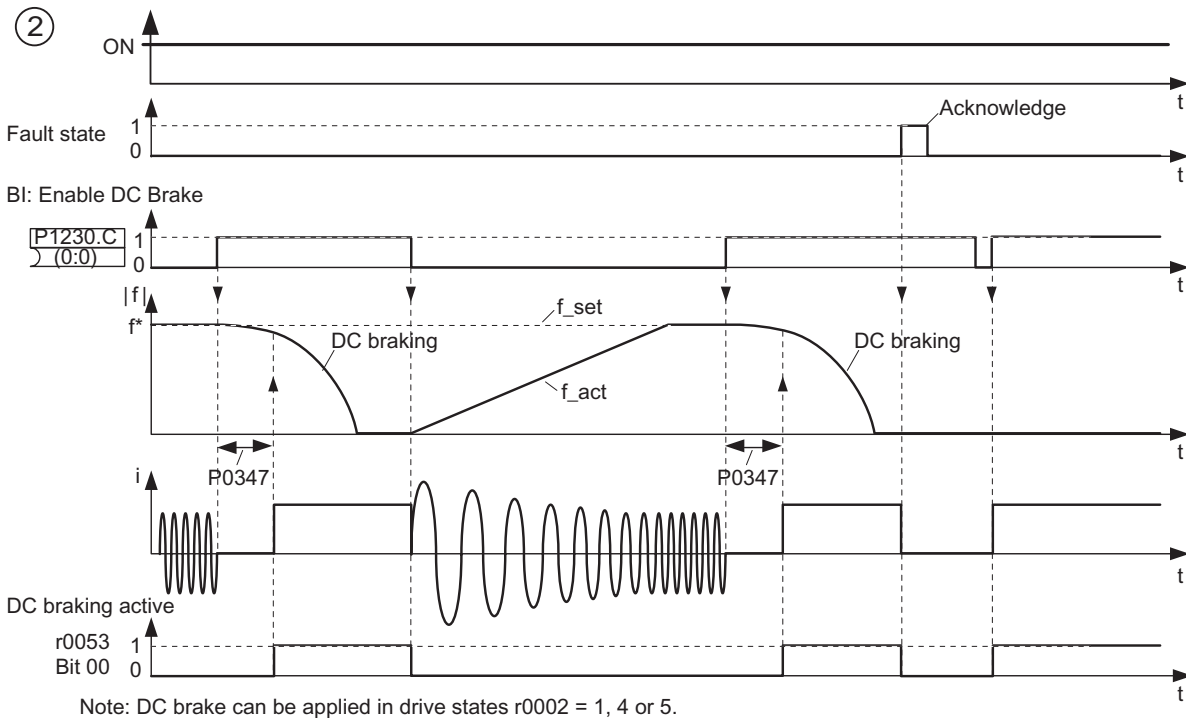 2
ON
t
Acknowledge
Fault state
1
0
t
BI: Enable DC Brake
P1230.C
(0:0)
1
0
t
|f|
f*
f_set
DC braking
DC braking
f_act
t
P0347
P0347
i
t
DC braking active
r0053
Bit 00
1
0
t
Note: DC brake can be applied in drive states r0002 = 1, 4 or 5.